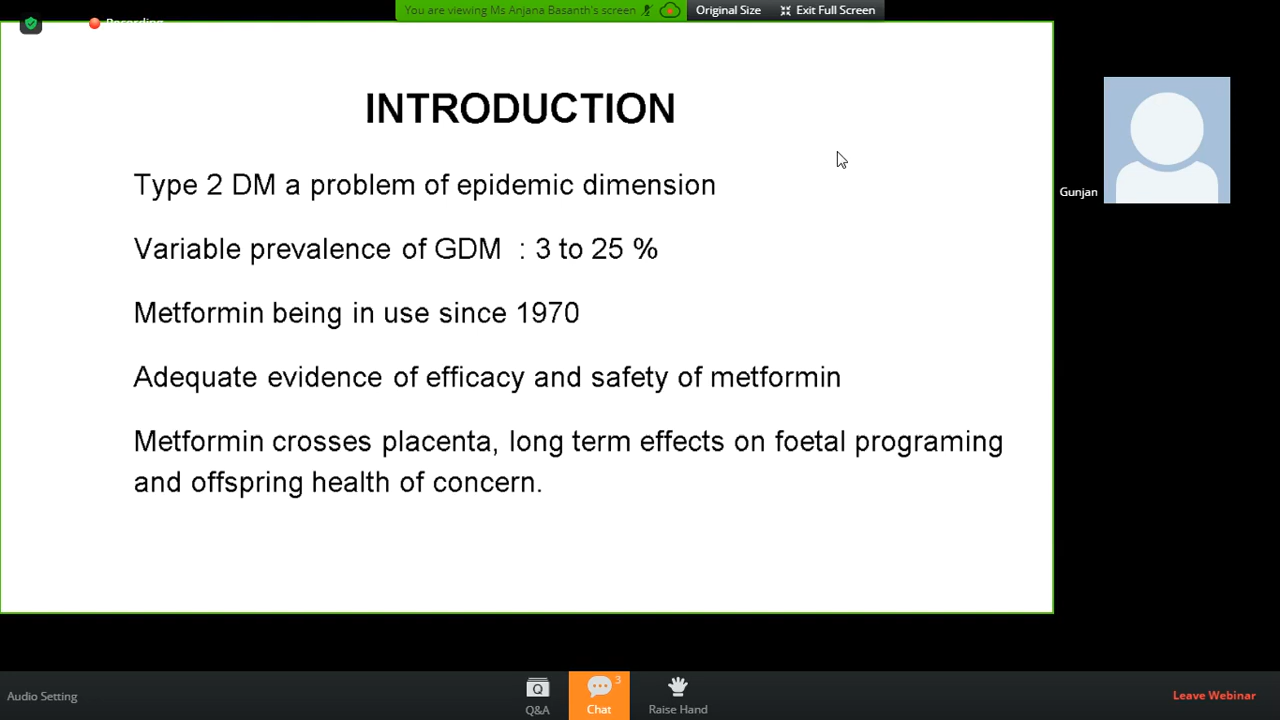 You are viewing Ms Anjana Basanth's screen
Original Size
Exit Full Screen
Recording
INTRODUCTION
Type 2 DM a problem of epidemic dimension
Variable prevalence of GDM : 3 to 25 %
Metformin being in use since 1970
Adequate evidence of efficacy and safety of metformin
Metformin crosses placenta, long term effects on foetal programing
and offspring health of concern.
Gunjan
Audio Setting
Q&A
3
Chat
Raise Hand
Leave Webinar